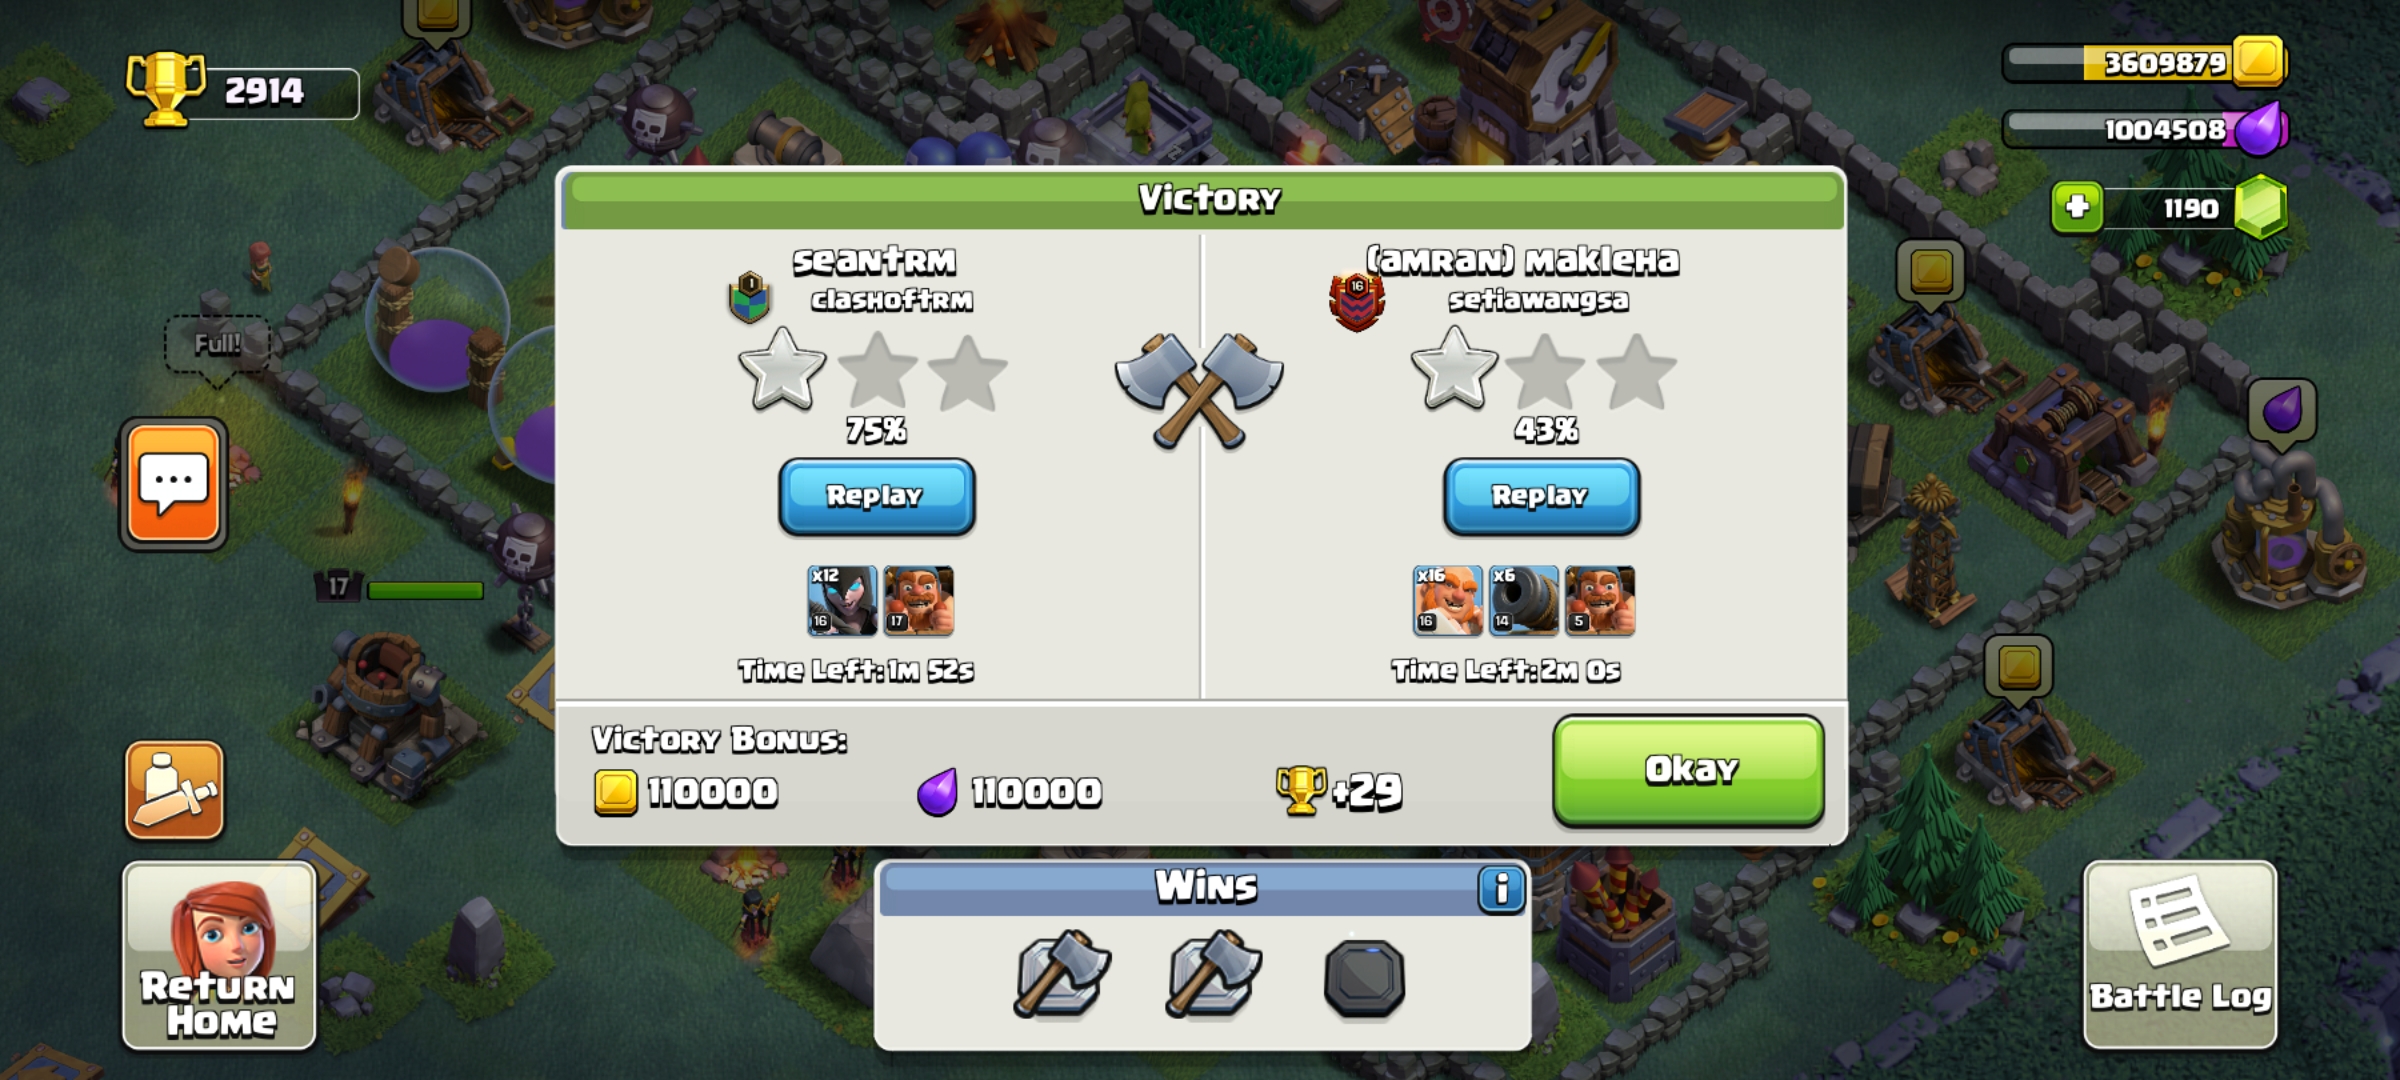 2914
3609879
1004508
1190
Victory
seantrm
1
clashoftrm
75%
Replay
x12
16
17
Time Left:1m 52s
(amran) makleha
16
setiawangsa
43%
Replay
x16
16
x6
14
5
Time Left:2m 0s
Full!
17
Victory Bonus:
110000
110000
+29
Okay
Wins
i
Return
Home
Battle Log